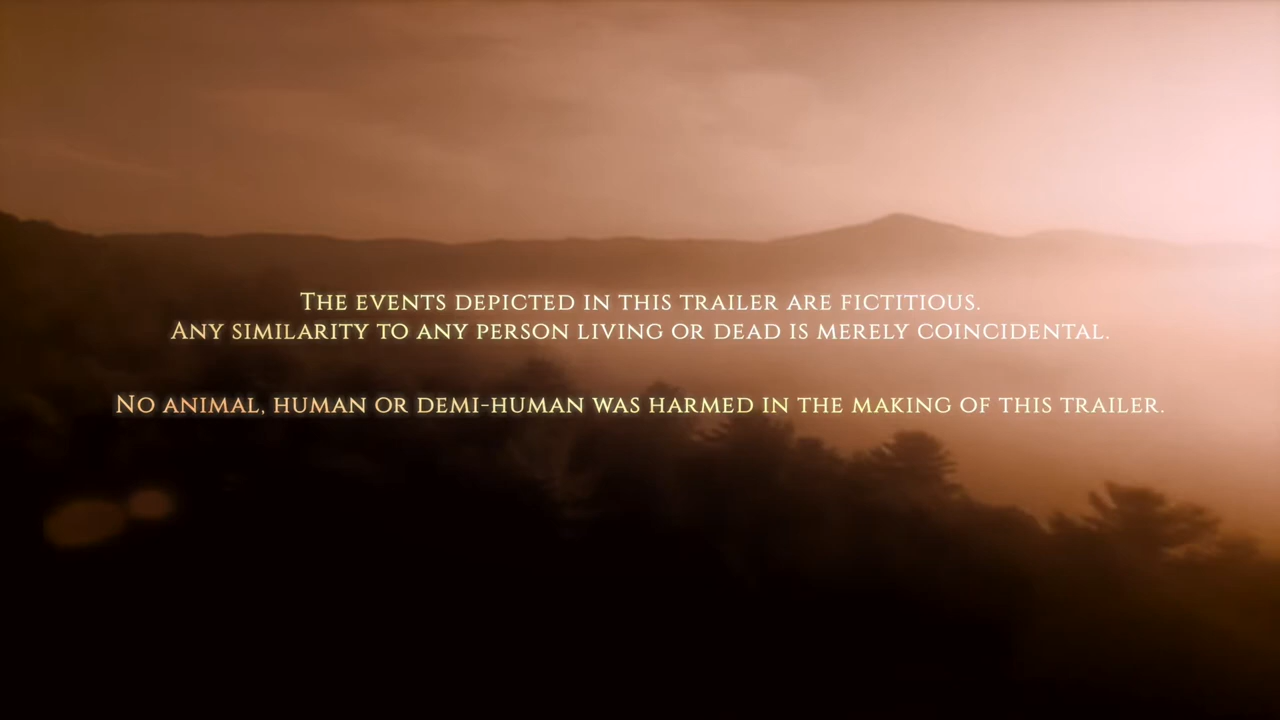 The events depicted in this trailer are fictitious.
Any similarity to any person living or dead is merely coincidental.
No animal, human or demi-human was harmed in the making of this trailer.